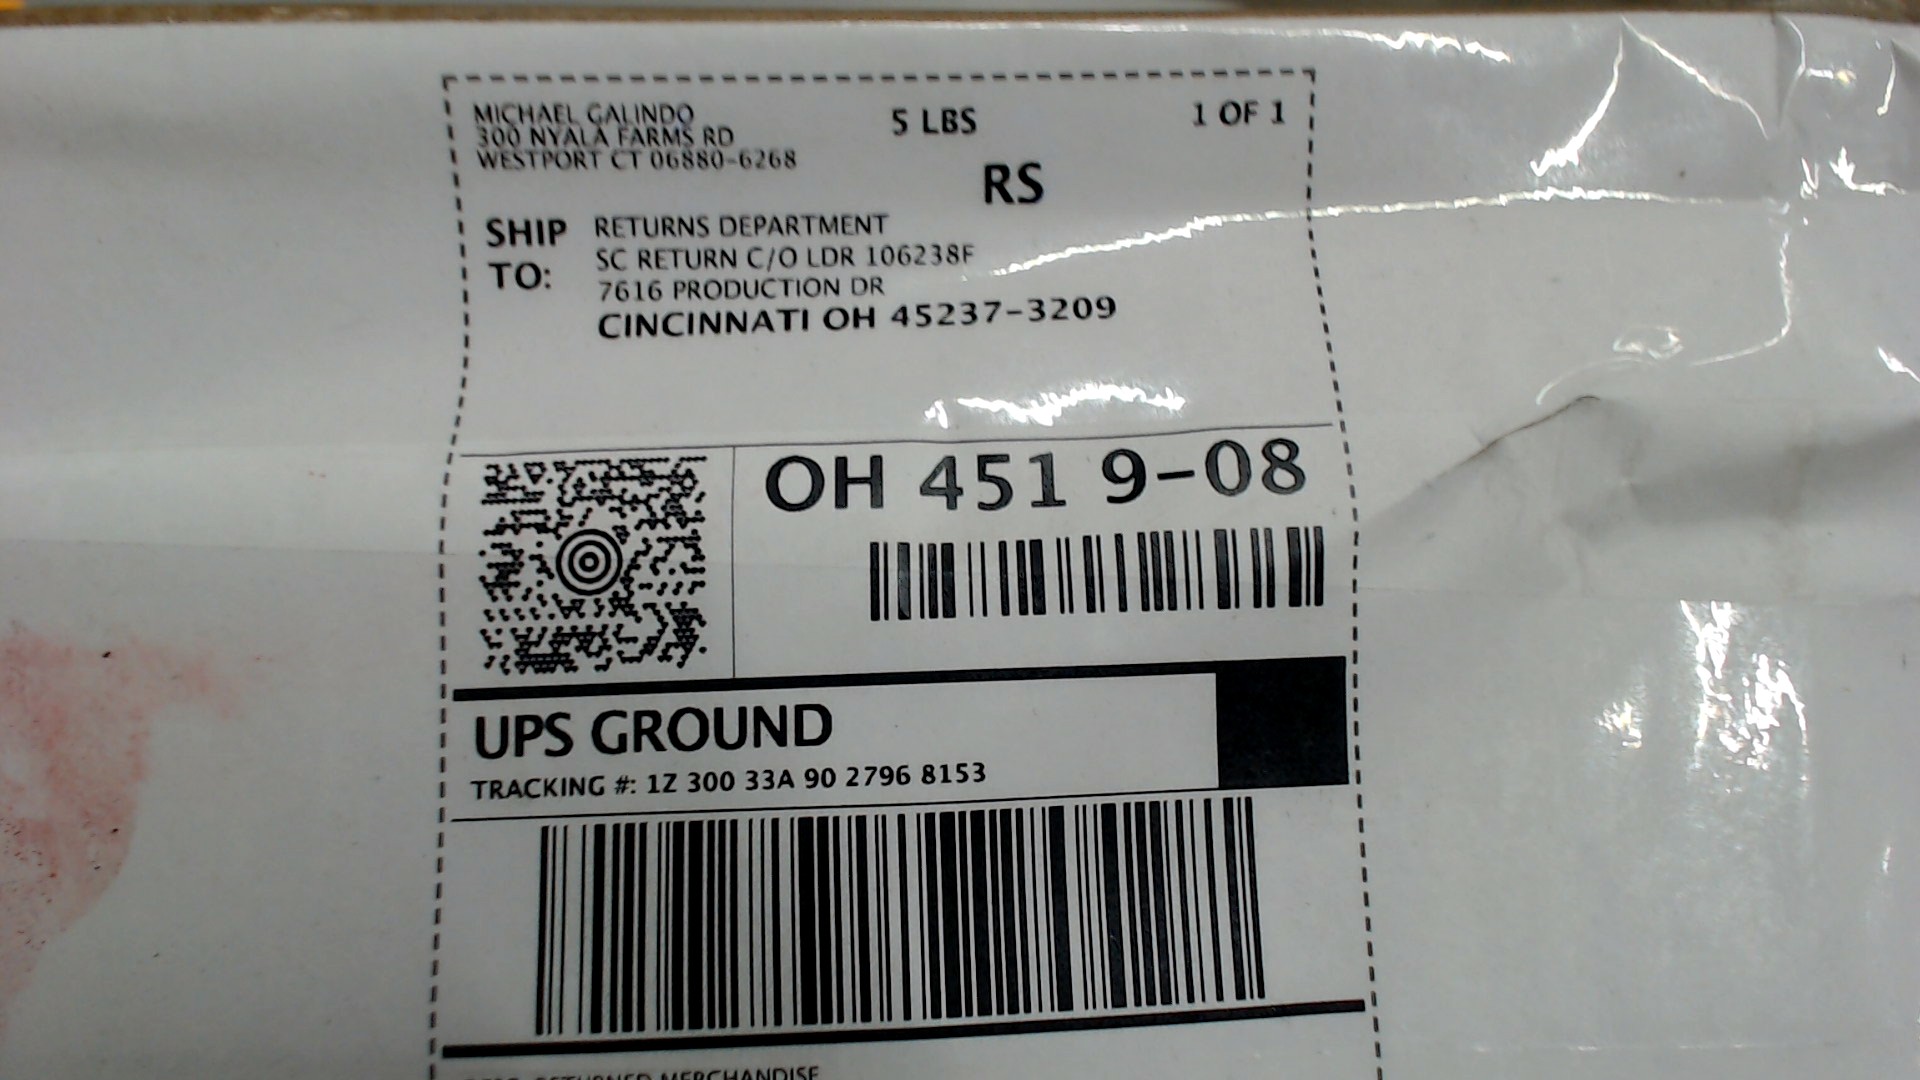 MICHAEL GALINDO
300 NYALA FARMS RD
WESTPORT CT 06880-6268
5 LBS
1 OF 1
RS
SHIP TO:
RETURNS DEPARTMENT
SC RETURN C/O LDR 106238F
7616 PRODUCTION DR
CINCINNATI OH 45237-3209
OH 451 9-08
UPS GROUND
TRACKING #: 1Z 300 33A 90 2796 8153
RETURNED MERCHANDISE